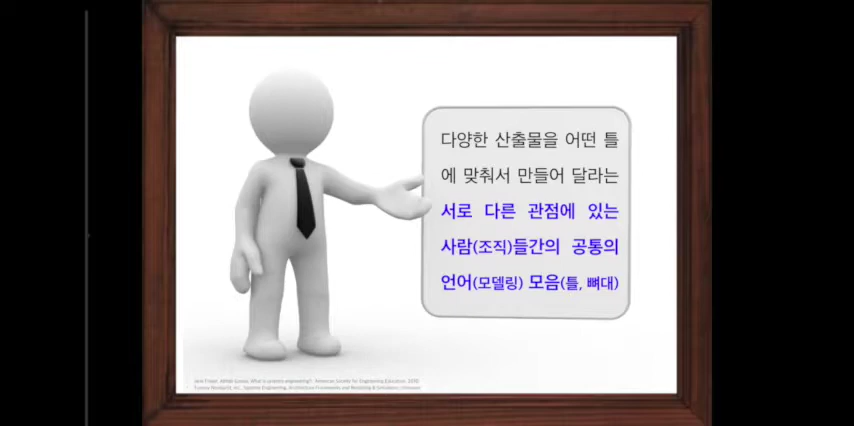 다양한 산출물을 어떤 틀
에 맞춰서 만들어 달라는
서로 다른 관점에 있는
사람(조직)들간의 공통의
언어(모델링) 모음(틀, 뼈대)